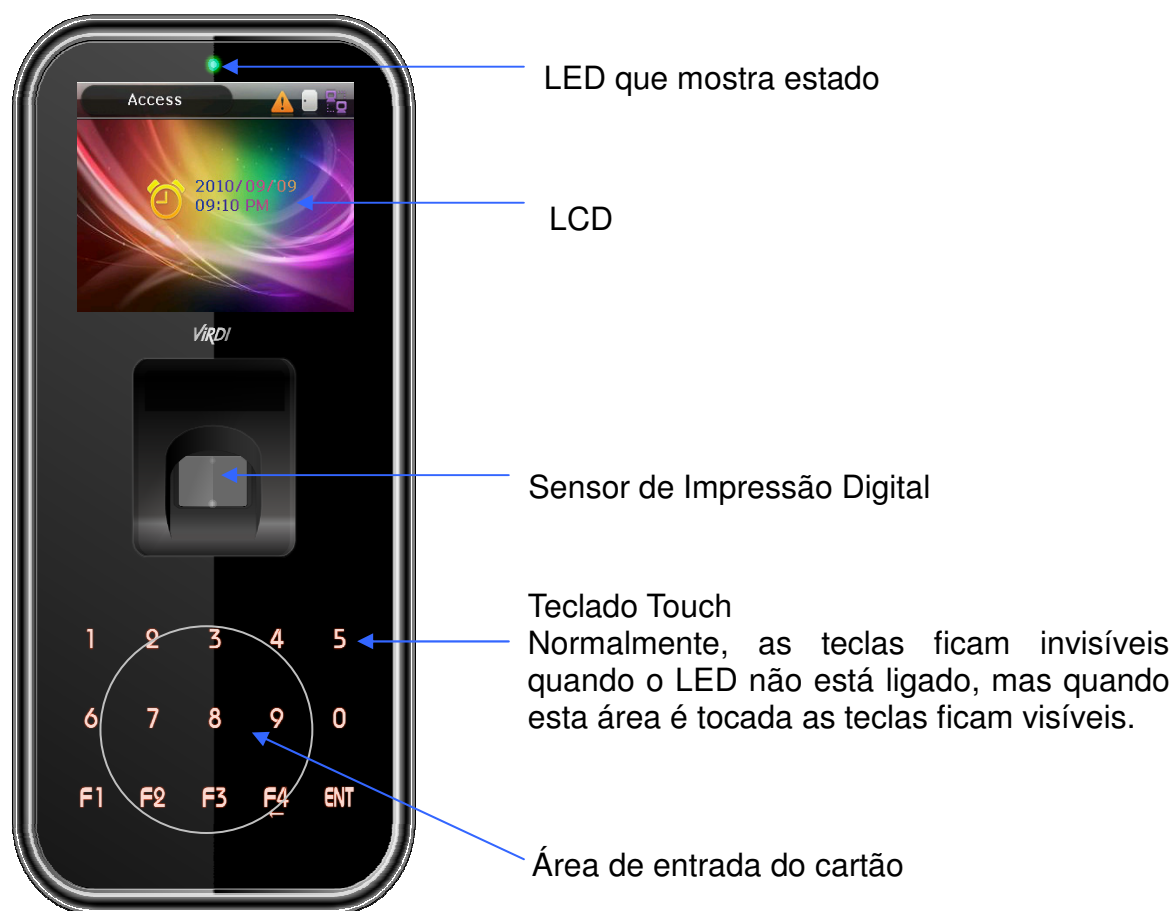 LED que mostra estado
Access
2010/09/09
09:10 PM
LCD
ViRDI
Sensor de Impressão Digital
Teclado Touch
Normalmente, as teclas ficam invisíveis
quando o LED não está ligado, mas quando
esta área é tocada as teclas ficam visíveis.
1 2 3 4 5
6 7 8 9 0
F1 F2 F3 F4 ENT
←
Área de entrada do cartão